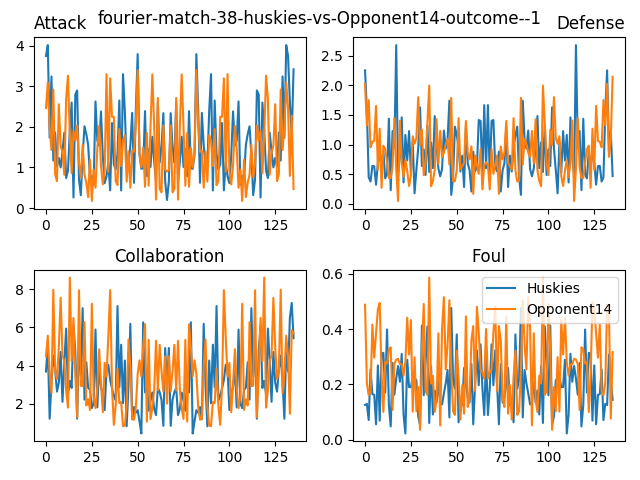 fourier-match-38-huskies-vs-Opponent14-outcome--1
Attack
Defense
4
3
2
1
0
0 25 50 75 100 125
2.5
2.0
1.5
1.0
0.5
0.0
0 25 50 75 100 125
Collaboration
Foul
8
6
4
2
0 25 50 75 100 125
Huskies
Opponent14
0.6
0.4
0.2
0.0
0 25 50 75 100 125